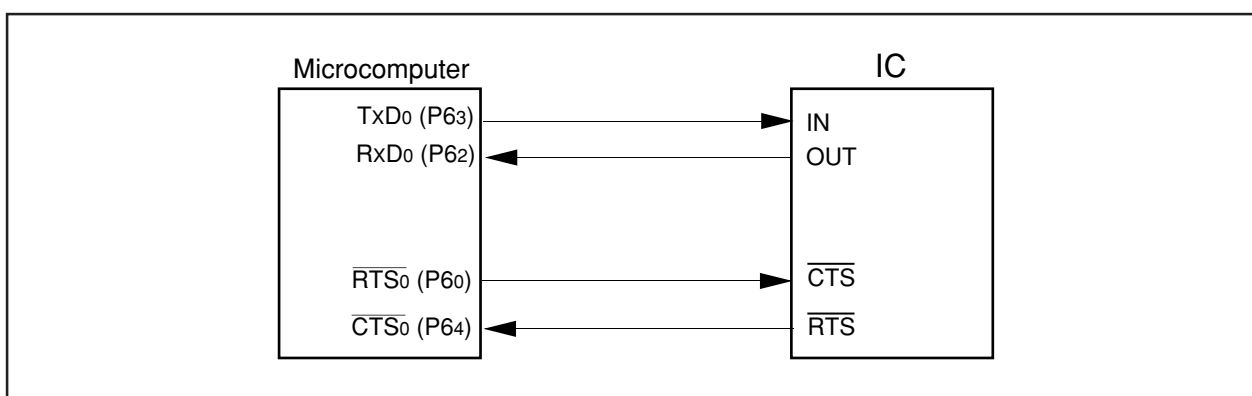 Microcomputer
IC
TxD0 (P63)
IN
RxD0 (P62)
OUT
RTS0 (P60)
CTS
CTS0 (P64)
RTS